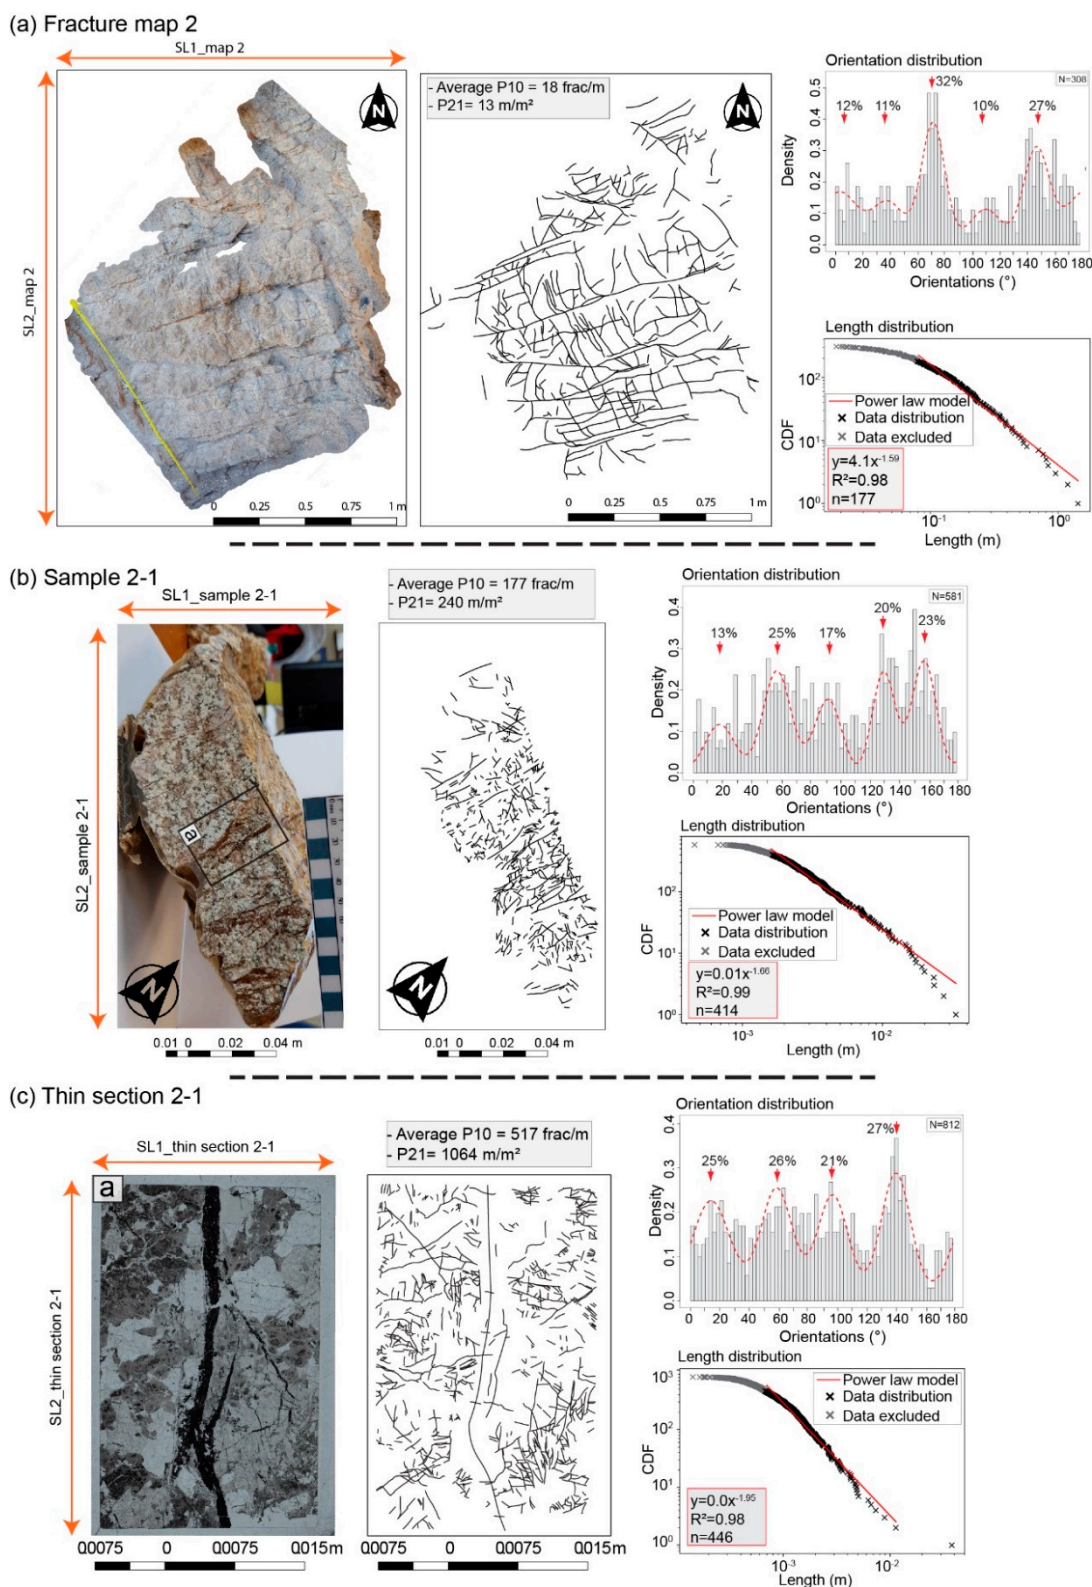 (a) Fracture map 2
SL1_map 2
SL2_map 2
N
- Average P10 = 18 frac/m
- P21= 13 m/m²
N
0 0.25 0.5 0.75 1 m
0 0.25 0.5 0.75 1 m
Orientation distribution
N=308
12% 11% 32% 10% 27%
Density
0.5
0.4
0.3
0.2
0.1
0.0
0 20 40 60 80 100 120 140 160 180
Orientations (°)
Length distribution
CDF
10²
10¹
10⁰
Power law model
Data distribution
Data excluded
y=4.1x⁻¹·⁵⁹
R²=0.98
n=177
10⁻¹ 10⁰
Length (m)
(b) Sample 2-1
SL1_sample 2-1
SL2_sample 2-1
a
N
0.01 0 0.02 0.04 m
- Average P10 = 177 frac/m
- P21= 240 m/m²
N
0.01 0 0.02 0.04 m
Orientation distribution
N=581
13% 25% 17% 20% 23%
Density
0.4
0.3
0.2
0.1
0.0
0 20 40 60 80 100 120 140 160 180
Orientations (°)
Length distribution
CDF
10²
10¹
10⁰
Power law model
Data distribution
Data excluded
y=0.01x⁻¹·⁶⁶
R²=0.99
n=414
10⁻³ 10⁻²
Length (m)
(c) Thin section 2-1
SL1_thin section 2-1
SL2_thin section 2-1
a
0.0075 0 0.0075 0.015m
- Average P10 = 517 frac/m
- P21= 1064 m/m²
0.0075 0 0.0075 0.015m
Orientation distribution
N=812
25% 26% 21% 27%
Density
0.4
0.3
0.2
0.1
0.0
0 20 40 60 80 100 120 140 160 180
Orientations (°)
Length distribution
CDF
10³
10²
10¹
10⁰
Power law model
Data distribution
Data excluded
y=0.0x⁻¹·⁹⁵
R²=0.98
n=446
10⁻³ 10⁻²
Length (m)